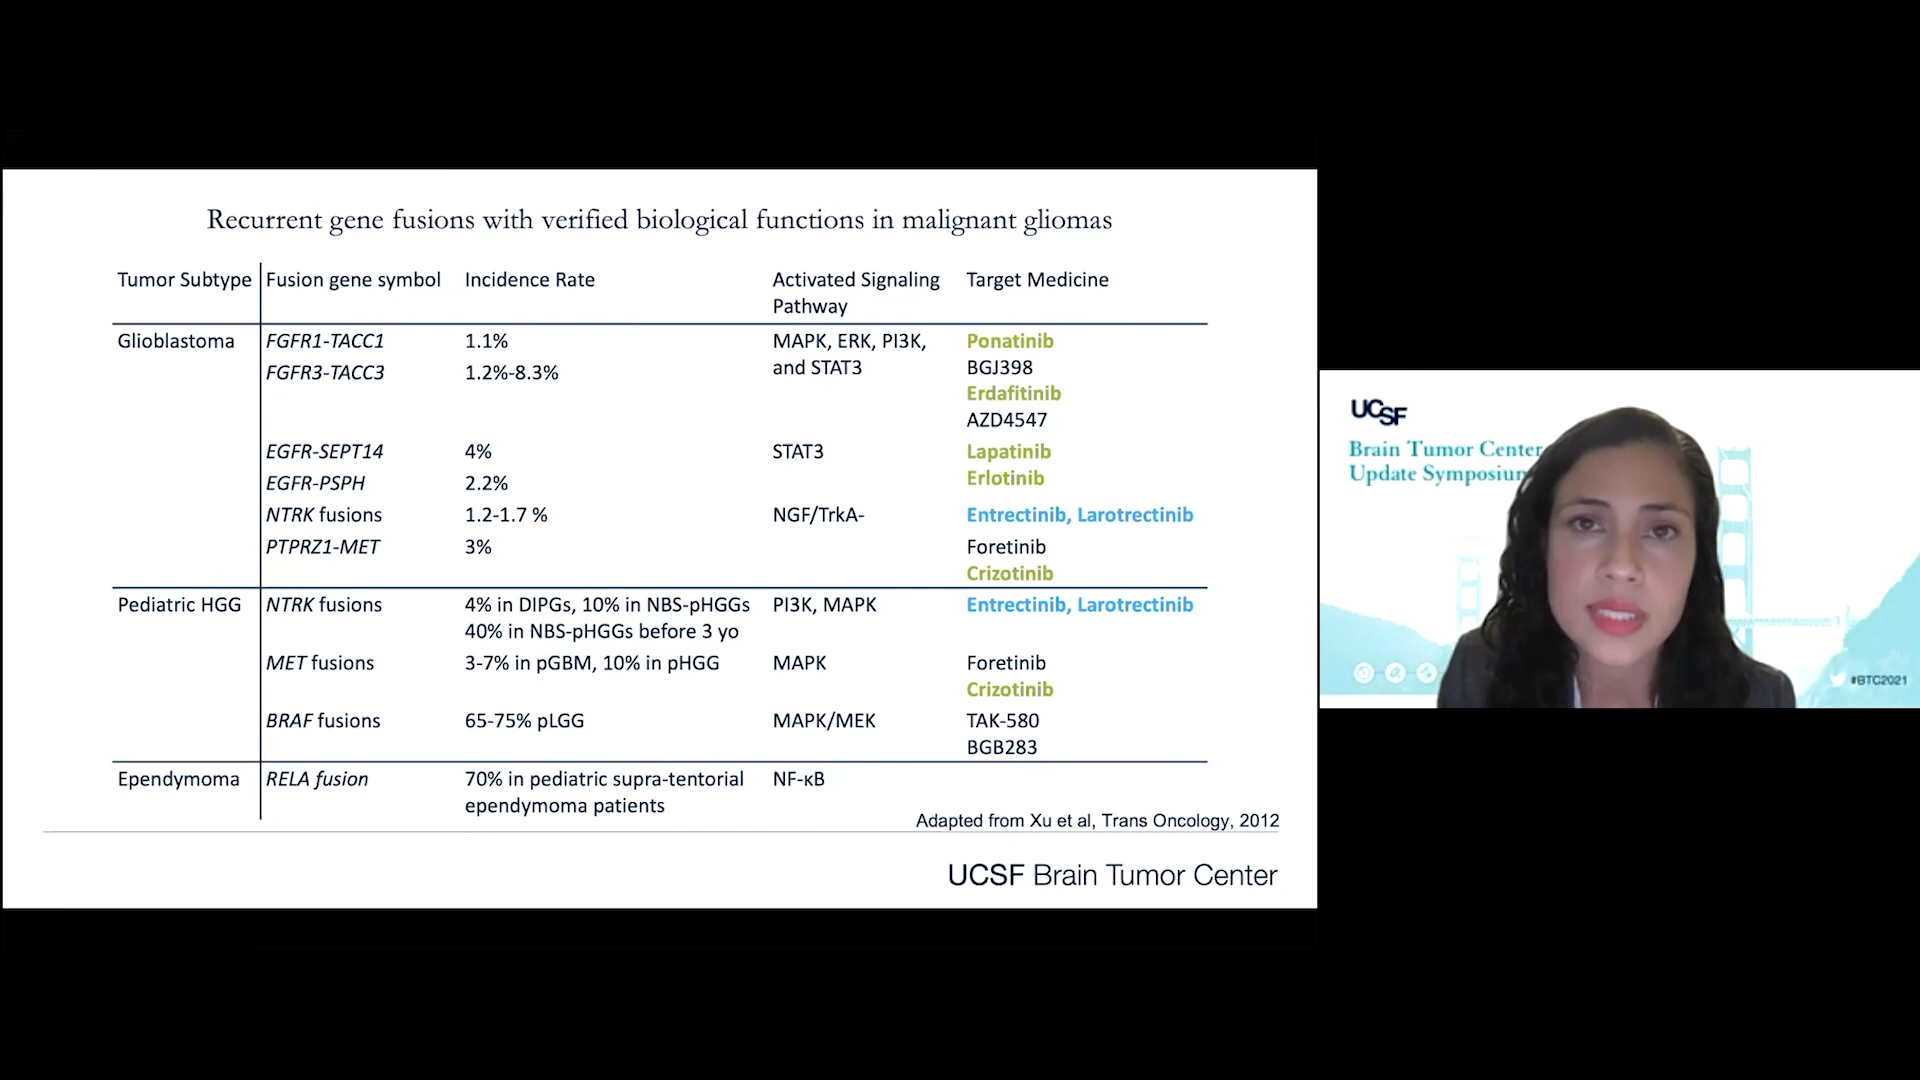 Recurrent gene fusions with verified biological functions in malignant gliomas
Tumor Subtype Fusion gene symbol Incidence Rate Activated Signaling Pathway Target Medicine
Glioblastoma FGFR1-TACC1 1.1% MAPK, ERK, PI3K, and STAT3 Ponatinib
BGJ398
FGFR3-TACC3 1.2%-8.3%
Erdafitinib
AZD4547
EGFR-SEPT14 4% STAT3 Lapatinib
Erlotinib
EGFR-PSPH 2.2%
NTRK fusions 1.2-1.7 % NGF/TrkA- Entrectinib, Larotrectinib
PTPRZ1-MET 3% Foretinib
Crizotinib
Pediatric HGG NTRK fusions 4% in DIPGs, 10% in NBS-pHGGs PI3K, MAPK Entrectinib, Larotrectinib
40% in NBS-pHGGs before 3 yo
MET fusions 3-7% in pGBM, 10% in pHGG MAPK Foretinib
Crizotinib
BRAF fusions 65-75% pLGG MAPK/MEK TAK-580
BGB283
Ependymoma RELA fusion 70% in pediatric supra-tentorial NF-κB
ependymoma patients
Adapted from Xu et al, Trans Oncology, 2012
UCSF Brain Tumor Center
UCSF
Brain Tumor Center
Update Symposium
#BTC2021